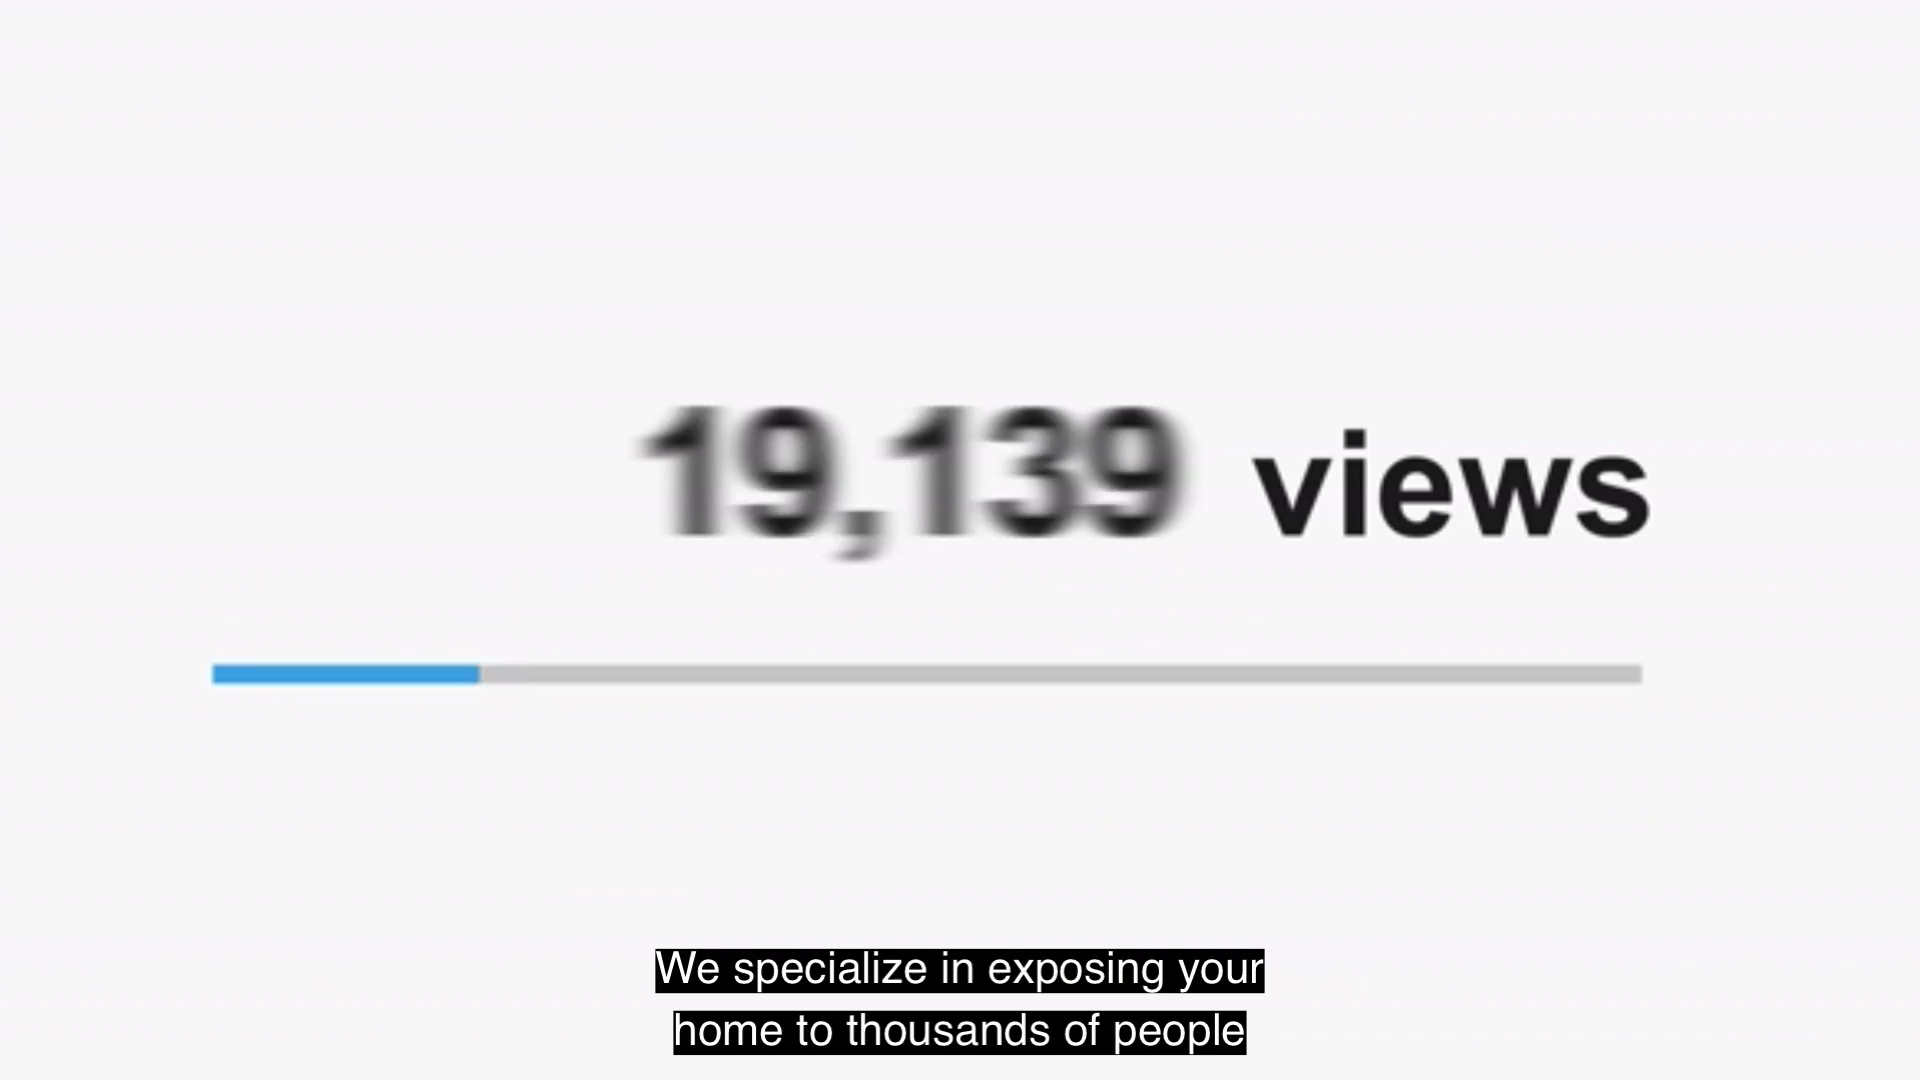 19,139 views
We specialize in exposing your
home to thousands of people